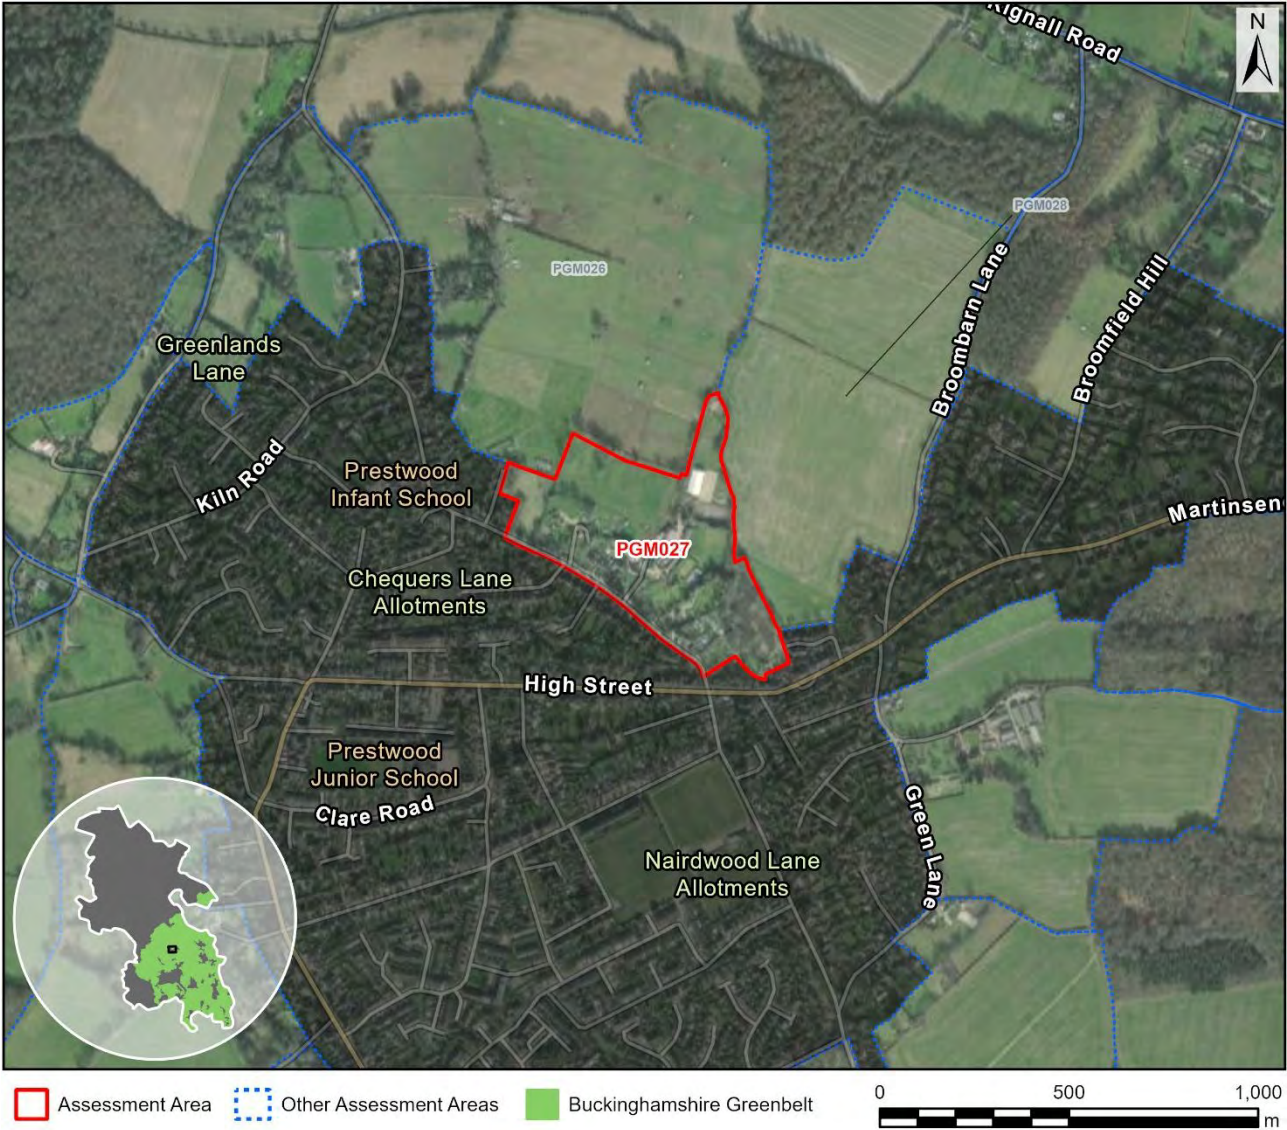 Rignall Road
N
PGM028
PGM026
Broombarn Lane
Broomfield Hill
Greenlands
Lane
Kiln Road
Prestwood
Infant School
Martinsen
PGM027
Chequers Lane
Allotments
High Street
Prestwood
Junior School
Clare Road
Green Lane
Nairdwood Lane
Allotments
Assessment Area
Other Assessment Areas
Buckinghamshire Greenbelt
0 500 1,000
m